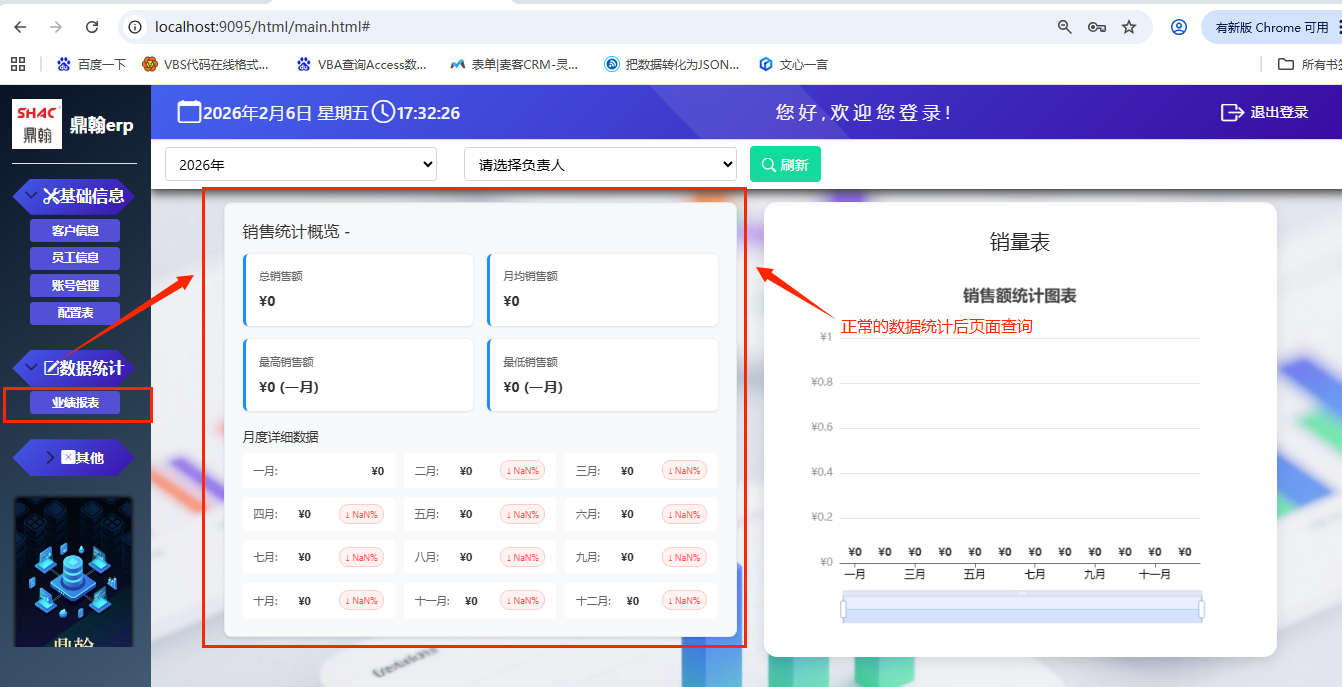 localhost:9095/html/main.html#
有新版 Chrome 可用
百度一下
VBS代码在线格式...
VBA查询Access数...
表单|麦客CRM-灵...
把数据转化为JSON...
文心一言
所有书签
SHAC
鼎翰
鼎翰erp
2026年2月6日 星期五 17:32:26
您好,欢迎您登录!
退出登录
2026年
请选择负责人
刷新
基础信息
客户信息
员工信息
账号管理
配置表
数据统计
业绩报表
其他
鼎翰
销售统计概览 -
总销售额
¥0
月均销售额
¥0
最高销售额
¥0 (一月)
最低销售额
¥0 (一月)
月度详细数据
一月: ¥0
二月: ¥0 ↓ NaN%
三月: ¥0 ↓ NaN%
四月: ¥0 ↓ NaN%
五月: ¥0 ↓ NaN%
六月: ¥0 ↓ NaN%
七月: ¥0 ↓ NaN%
八月: ¥0 ↓ NaN%
九月: ¥0 ↓ NaN%
十月: ¥0 ↓ NaN%
十一月: ¥0 ↓ NaN%
十二月: ¥0 ↓ NaN%
销量表
销售额统计图表
正常的数据统计后页面查询
¥1
¥0.8
¥0.6
¥0.4
¥0.2
¥0
¥0 ¥0 ¥0 ¥0 ¥0 ¥0 ¥0 ¥0 ¥0 ¥0 ¥0 ¥0
一月 三月 五月 七月 九月 十一月